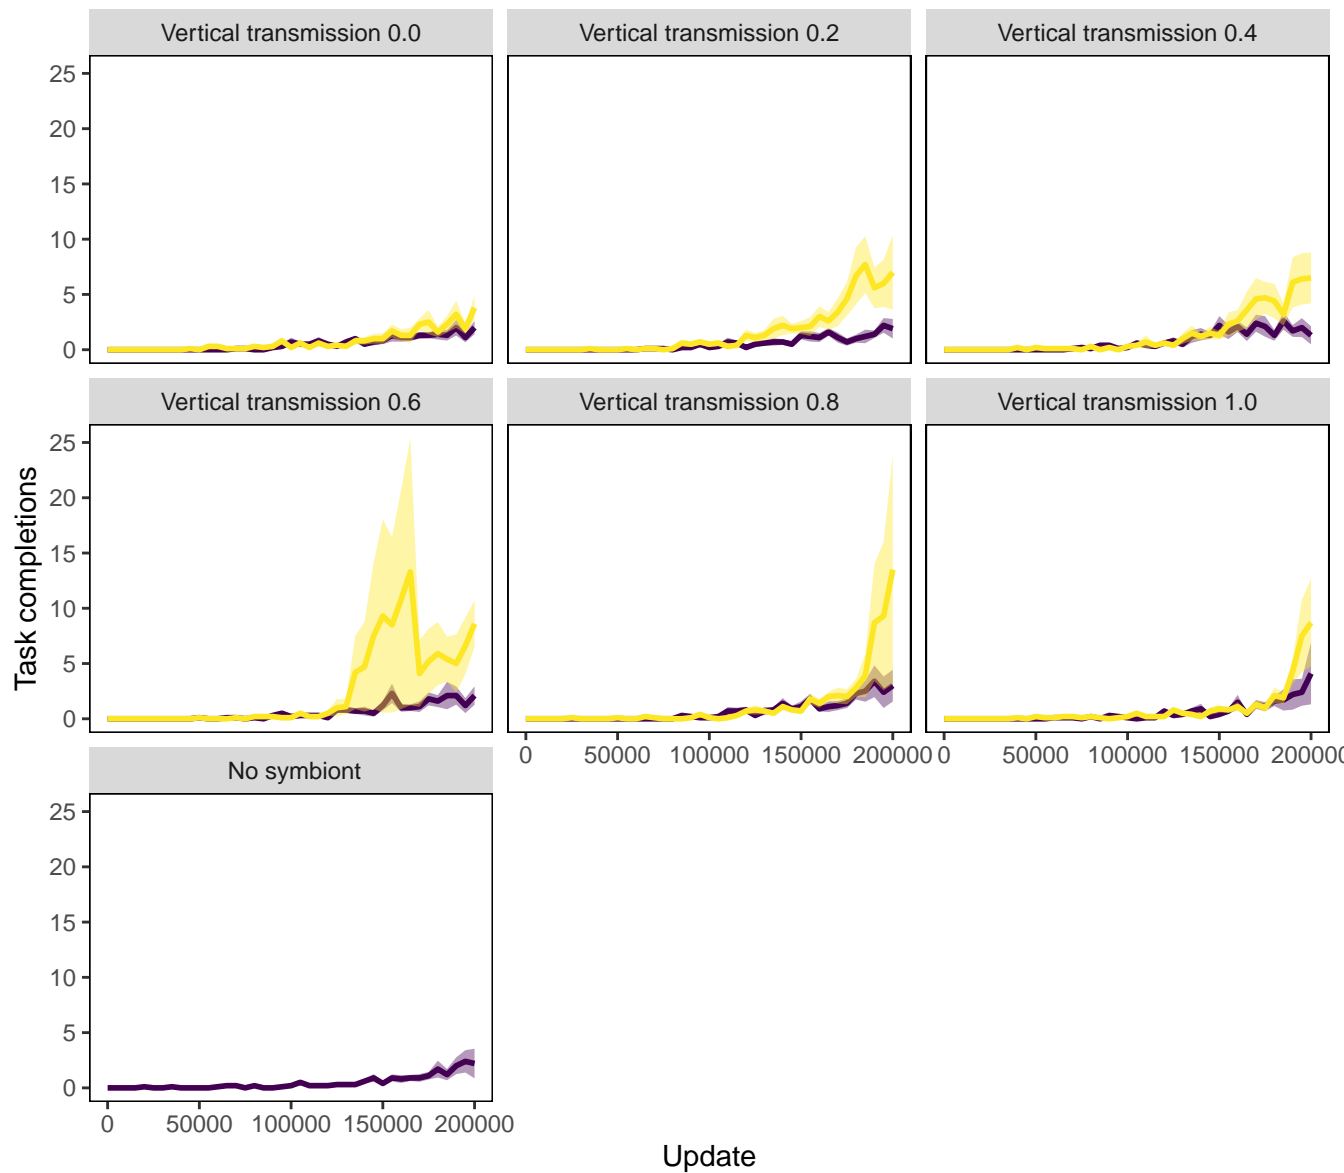 Vertical transmission 0.0
Vertical transmission 0.2
Vertical transmission 0.4
25
20
15
10
5
0
Vertical transmission 0.6
Vertical transmission 0.8
Vertical transmission 1.0
25
20
15
10
5
0
0 50000 100000 150000 200000
0 50000 100000 150000 200000
No symbiont
25
20
15
10
5
0
0 50000 100000 150000 200000
Task completions
Update